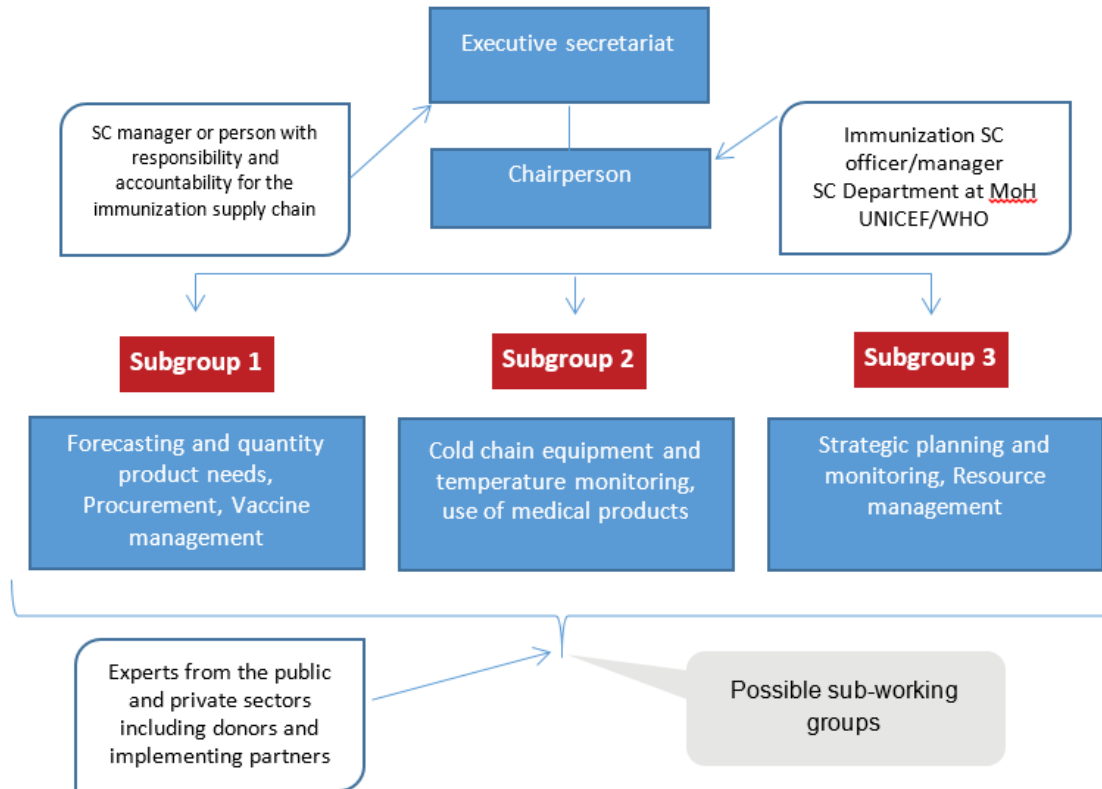 Executive secretariat
SC manager or person with
responsibility and
accountability for the
immunization supply chain
Chairperson
Immunization SC
officer/manager
SC Department at MoH
UNICEF/WHO
Subgroup 1
Subgroup 2
Subgroup 3
Forecasting and quantity
product needs,
Procurement, Vaccine
management
Cold chain equipment and
temperature monitoring,
use of medical products
Strategic planning and
monitoring, Resource
management
Experts from the public
and private sectors
including donors and
implementing partners
Possible sub-working
groups